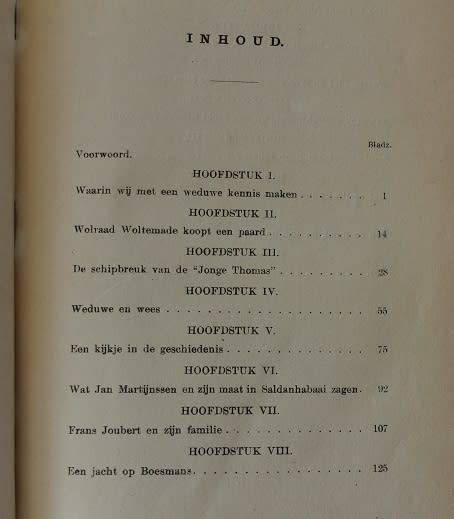 INHOUD.
Bladz.
Voorwoord.
HOOFDSTUK I.
Waarin wij met een weduwe kennis maken . . . . . . . 1
HOOFDSTUK II.
Wolraad Woltemade koopt een paard . . . . . . . . . . 14
HOOFDSTUK III.
De schipbreuk van de "Jonge Thomas" . . . . . . . . . 28
HOOFDSTUK IV.
Weduwe en wees . . . . . . . . . . . . . . . . . . . 55
HOOFDSTUK V.
Een kijkje in de geschiedenis . . . . . . . . . . . . . . 75
HOOFDSTUK VI.
Wat Jan Martijnssen en zijn maat in Saldanhabaai zagen. 92
HOOFDSTUK VII.
Frans Joubert en zijn familie . . . . . . . . . . . . . . 107
HOOFDSTUK VIII.
Een jacht op Boesmans. . . . . . . . . . . . . . . . . 125